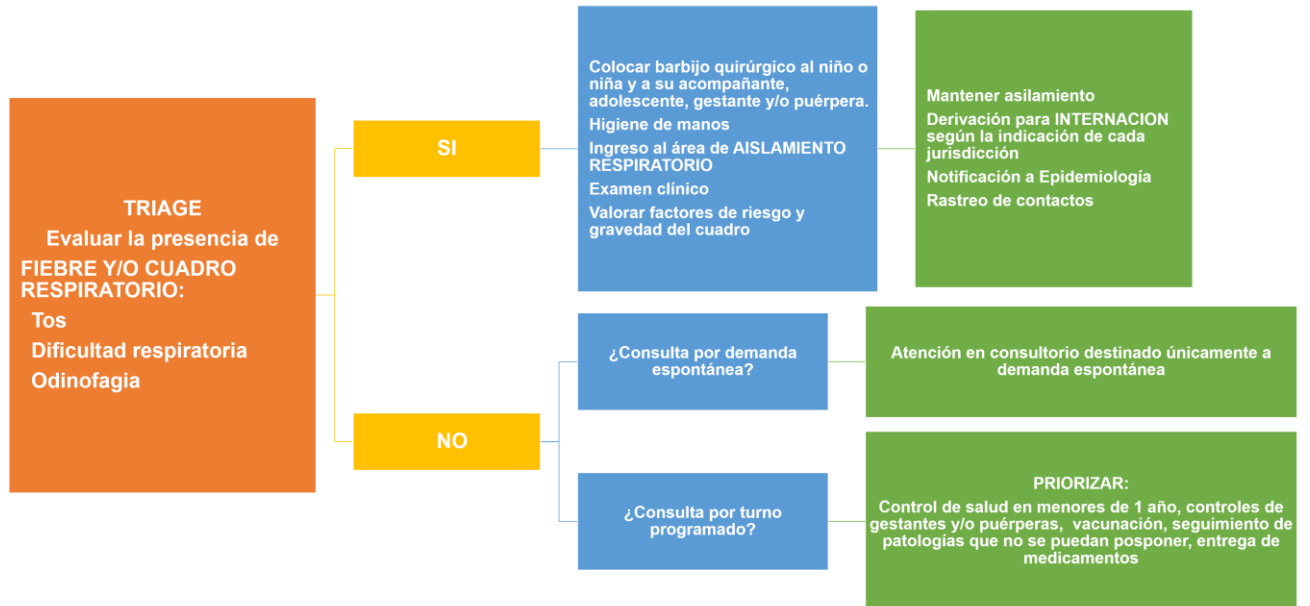 TRIAGE
Evaluar la presencia de
FIEBRE Y/O CUADRO
RESPIRATORIO:
Tos
Dificultad respiratoria
Odinofagia
SI
Colocar barbijo quirúrgico al niño o
niña y a su acompañante,
adolescente, gestante y/o puérpera.
Higiene de manos
Ingreso al área de AISLAMIENTO
RESPIRATORIO
Examen clínico
Valorar factores de riesgo y
gravedad del cuadro
Mantener asilamiento
Derivación para INTERNACION
según la indicación de cada
jurisdicción
Notificación a Epidemiología
Rastreo de contactos
NO
¿Consulta por demanda
espontánea?
Atención en consultorio destinado únicamente a
demanda espontánea
¿Consulta por turno
programado?
PRIORIZAR:
Control de salud en menores de 1 año, controles de
gestantes y/o puérperas, vacunación, seguimiento de
patologías que no se puedan posponer, entrega de
medicamentos